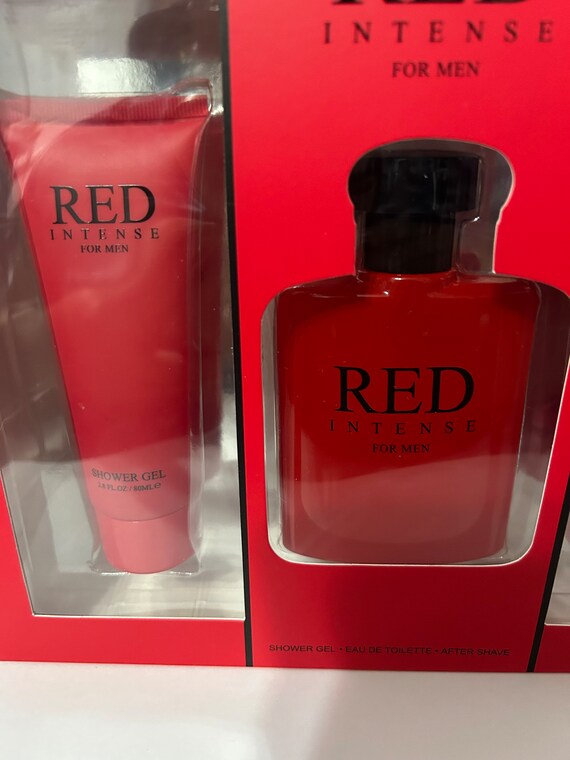 RED
INTENSE
FOR MEN
RED
INTENSE
FOR MEN
SHOWER GEL
RED
INTENSE
FOR MEN
SHOWER GEL • EAU DE TOILETTE • AFTER SHAVE